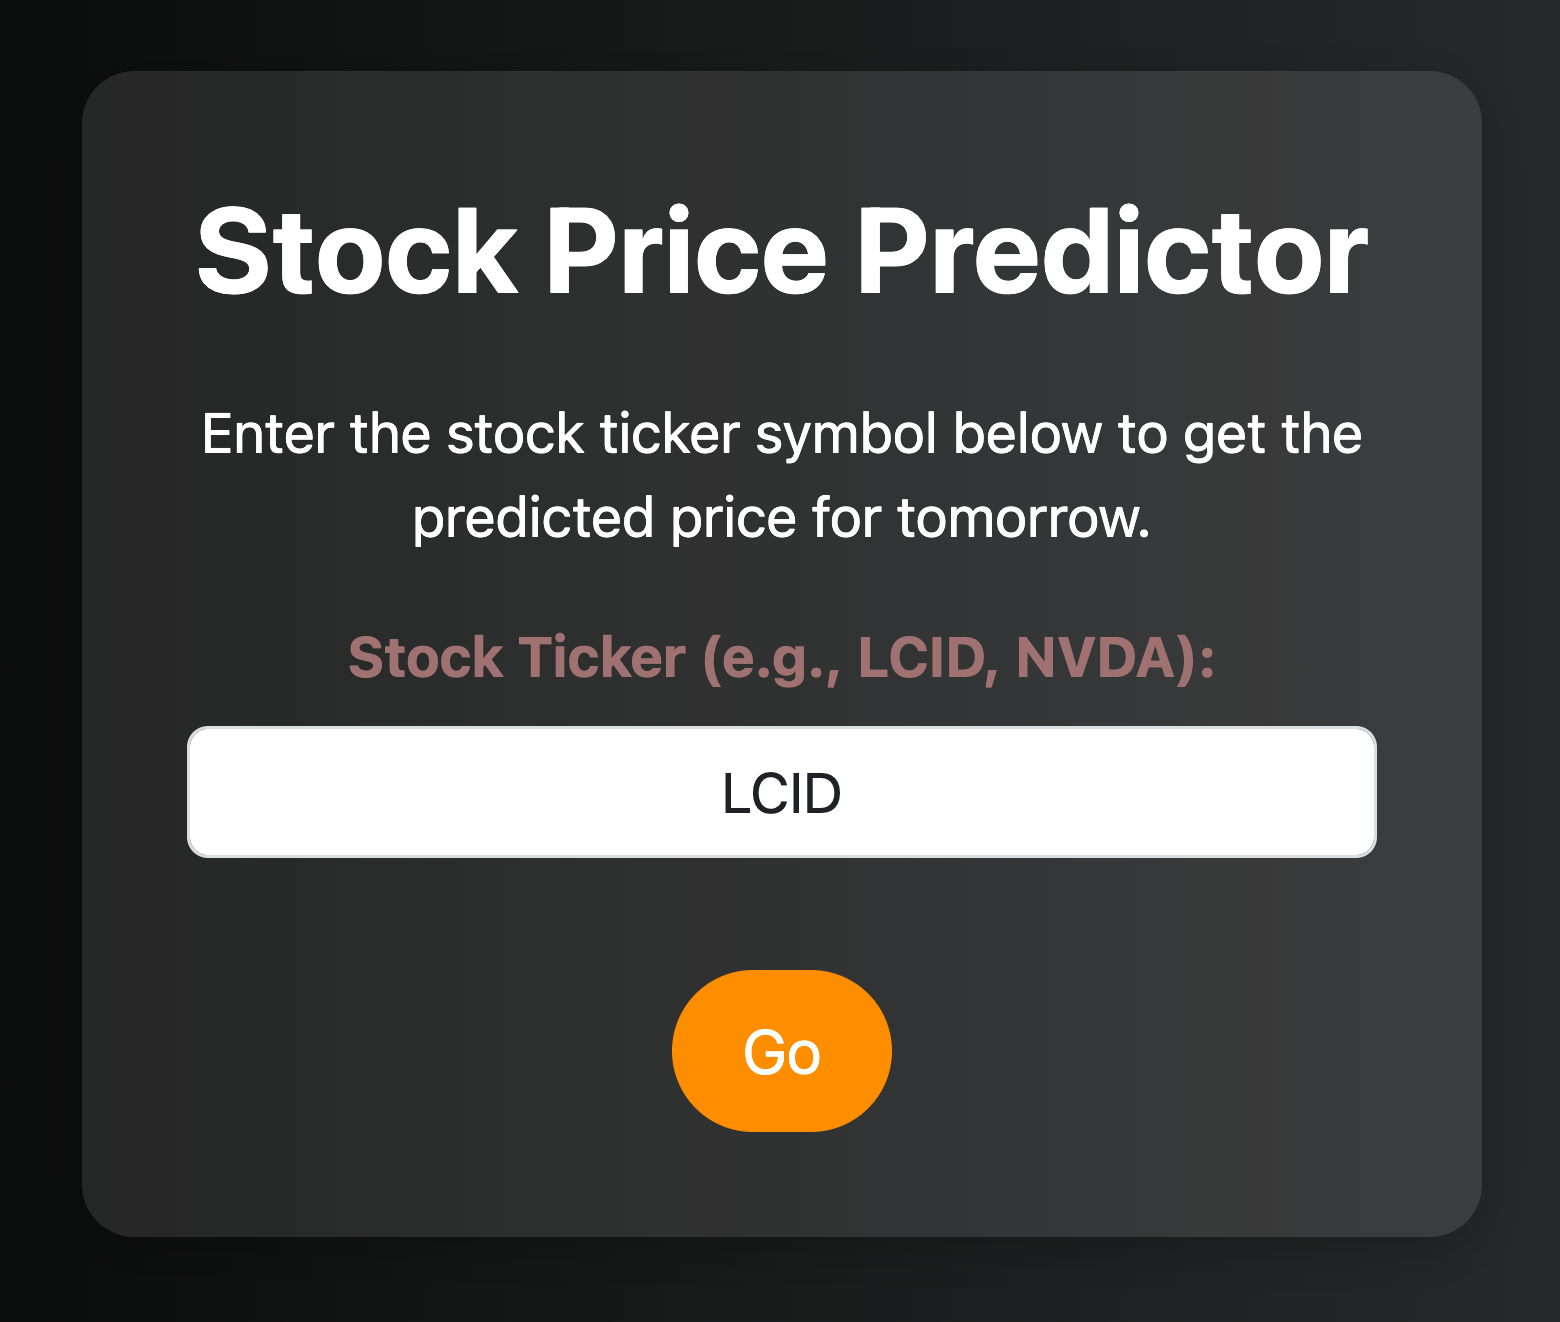 Stock Price Predictor
Enter the stock ticker symbol below to get the
predicted price for tomorrow.
Stock Ticker (e.g., LCID, NVDA):
LCID
Go